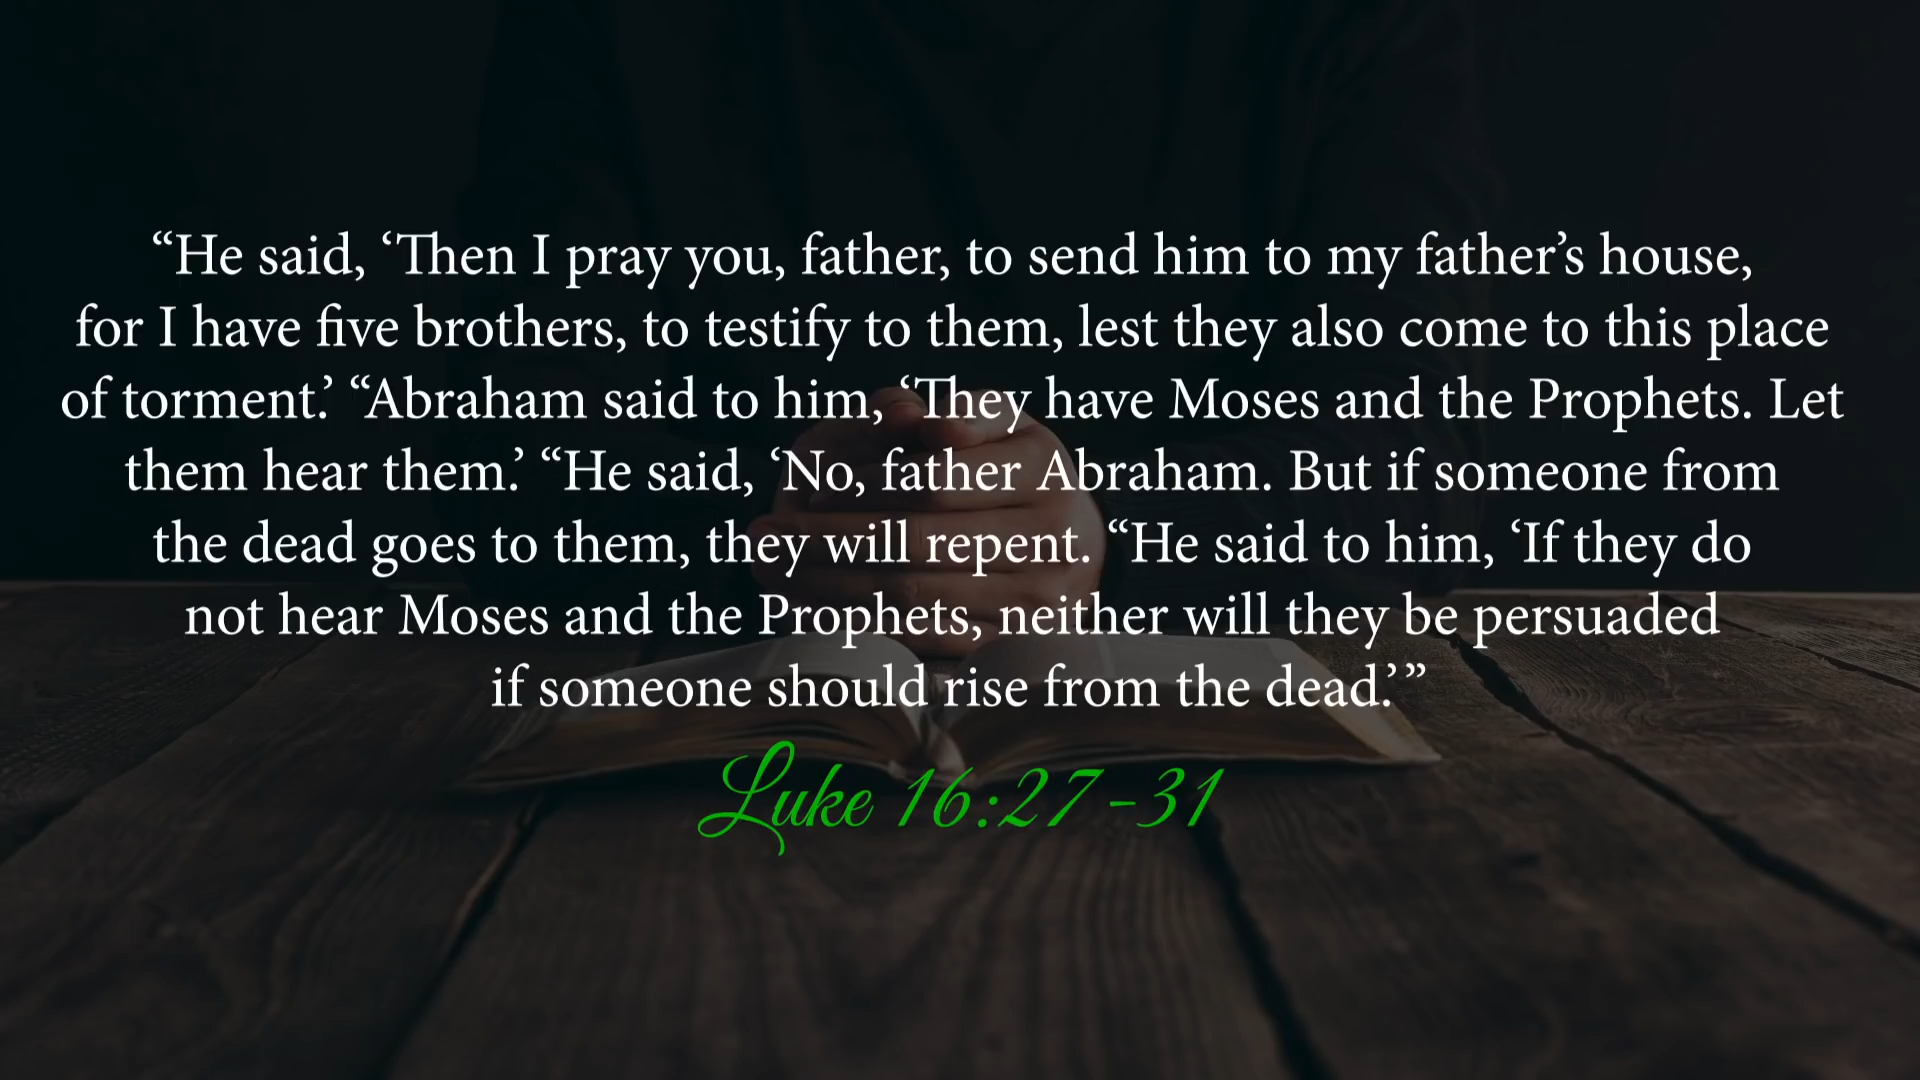 “He said, ‘Then I pray you, father, to send him to my father’s house,
for I have five brothers, to testify to them, lest they also come to this place
of torment.’ “Abraham said to him, ‘They have Moses and the Prophets. Let
them hear them.’ “He said, ‘No, father Abraham. But if someone from
the dead goes to them, they will repent. “He said to him, ‘If they do
not hear Moses and the Prophets, neither will they be persuaded
if someone should rise from the dead.’”
Luke 16:27-31